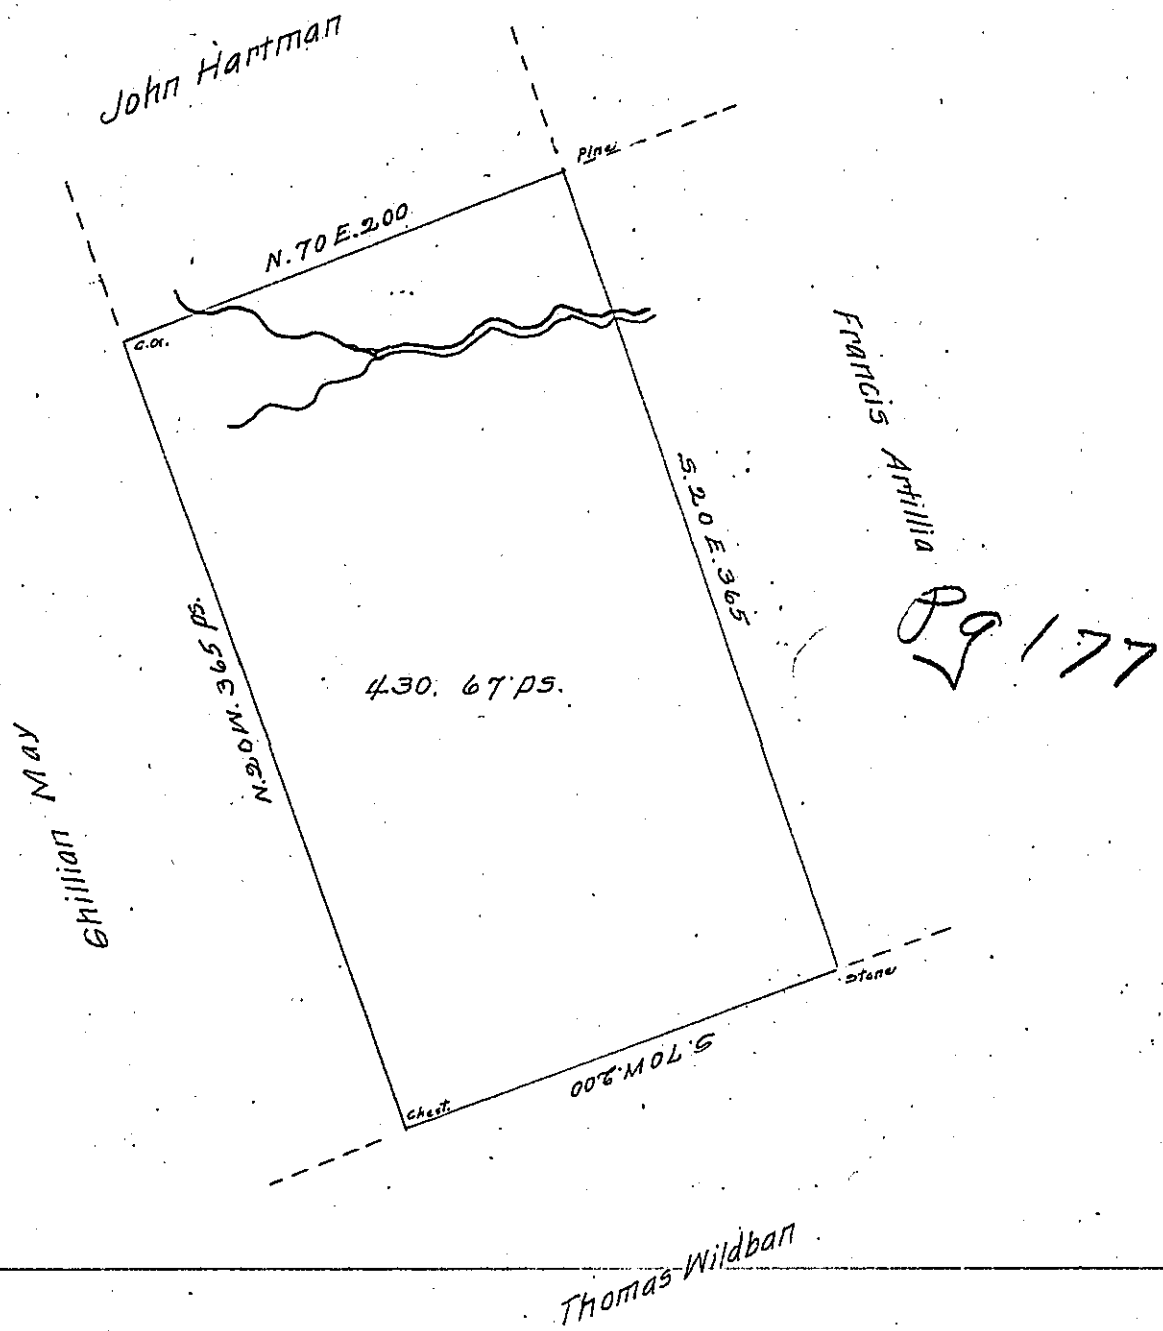 John Hartman
Pine
N. 70 E. 200
C.O.
Francis Artillia
S. 20 E. 365
Pg 177
N. 20 W. 365 ps.
430. 67 ps.
Ghillian May
Stone
S. 70 W. 200
Chest.
Thomas Wildban